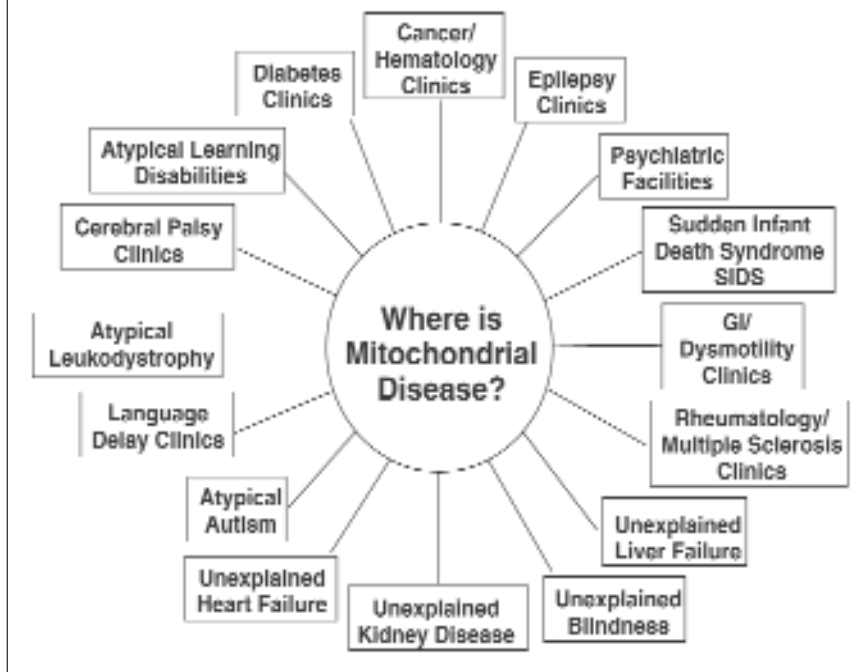 Cancer/
Hematology
Clinics
Epilepsy
Clinics
Psychiatric
Facilities
Sudden Infant
Death Syndrome
SIDS
GI/
Dysmotility
Clinics
Rheumatology/
Multiple Sclerosis
Clinics
Unexplained
Liver Failure
Unexplained
Blindness
Unexplained
Kidney Disease
Unexplained
Heart Failure
Atypical
Autism
Language
Delay Clinics
Atypical
Leukodystrophy
Cerebral Palsy
Clinics
Atypical Learning
Disabilities
Diabetes
Clinics
Where is
Mitochondrial
Disease?